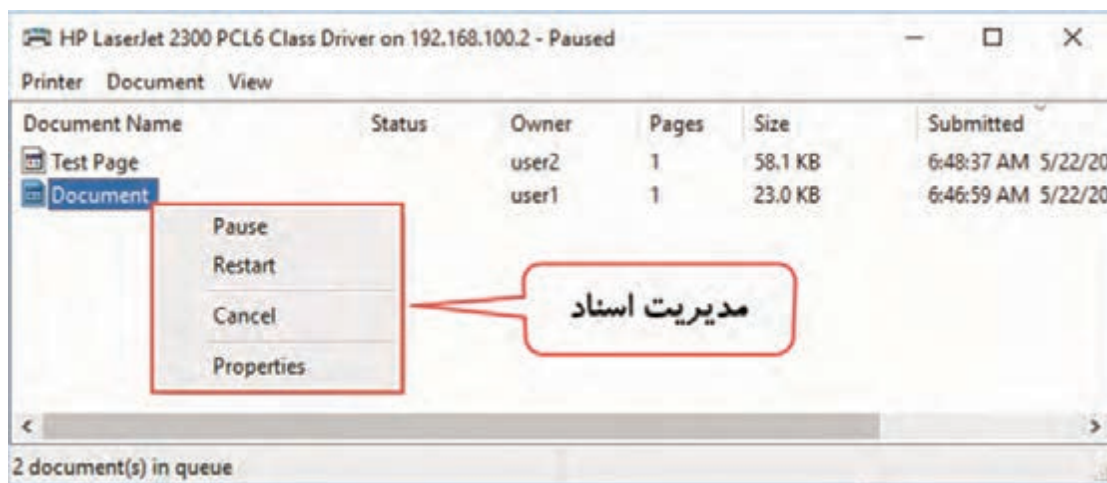 HP LaserJet 2300 PCL6 Class Driver on 192.168.100.2 - Paused
Printer Document View
Document Name Status Owner Pages Size Submitted
Test Page user2 1 58.1 KB 6:48:37 AM 5/22/20
Document user1 1 23.0 KB 6:46:59 AM 5/22/20
Pause
Restart
Cancel
Properties
مدیریت اسناد
2 document(s) in queue